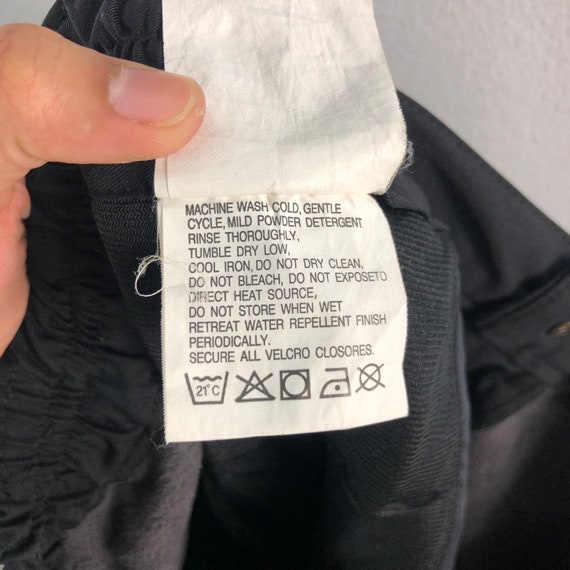 MACHINE WASH COLD, GENTLE
CYCLE, MILD POWDER DETERGENT
RINSE THOROUGHLY,
TUMBLE DRY LOW,
COOL IRON, DO NOT DRY CLEAN,
DO NOT BLEACH, DO NOT EXPOSETO
DIRECT HEAT SOURCE,
DO NOT STORE WHEN WET
RETREAT WATER REPELLENT FINISH
PERIODICALLY.
SECURE ALL VELCRO CLOSORES.
21°C